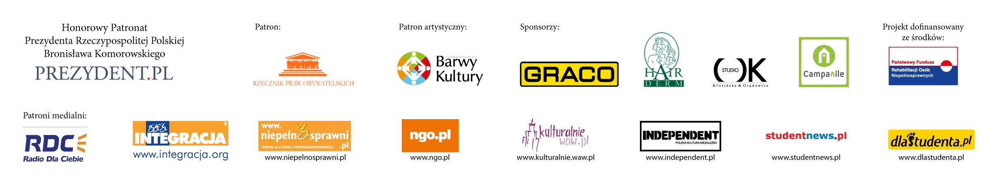 Honorowy Patronat
Prezydenta Rzeczypospolitej Polskiej
Bronisława Komorowskiego
PREZYDENT.PL
Patron:
RZECZNIK PRAW OBYWATELSKICH
Patron artystyczny:
STOWARZYSZENIE
Barwy
Kultury
Sponsorzy:
GRACO
HAIR
DERM
STUDIO OK
Kłosińska & Orędowicz
Campanile
Projekt dofinansowany
ze środków:
Państwowy Fundusz
Rehabilitacji Osób
Niepełnosprawnych
Patroni medialni:
RDC
Radio Dla Ciebie
INTEGRACJA ®
www.integracja.org
www.
niepelnosprawni
.pl
PORTAL DLA OSÓB Z NIEPEŁNOSPRAWNOŚCIĄ
www.niepelnosprawni.pl
ngo.pl
www.ngo.pl
kulturalnie
waw.pl
www.kulturalnie.waw.pl
INDEPENDENT
POLSKA KULTURA NIEZALEŻNA
www.independent.pl
studentnews.pl
www.studentnews.pl
dlaStudenta.pl
www.dlastudenta.pl